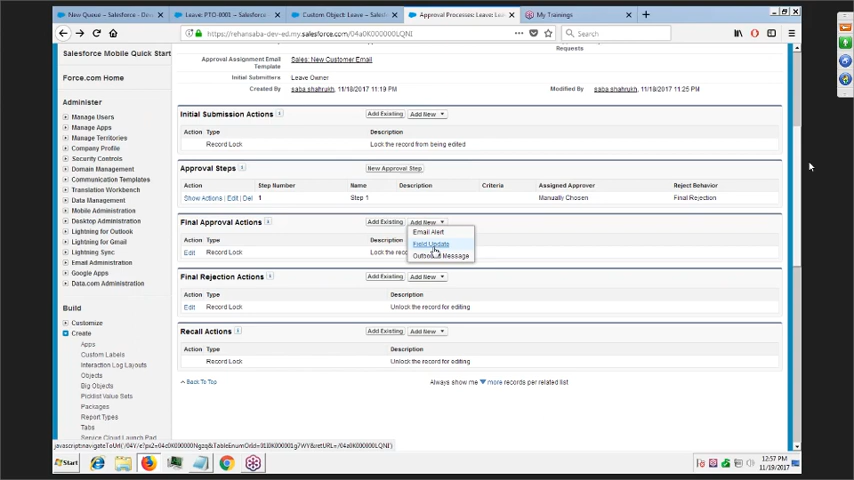 New Queue ~ Salesforce - Dev
Leave: PTO-0001 ~ Salesforce
Custom Object: Leave ~ Salesf
Approval Processes: Leave: Le
My Trainings
https://rehansaba-dev-ed.my.salesforce.com/04a0K000000LQNI
Search
Salesforce Mobile Quick Start
Force.com Home
Administer
Manage Users
Manage Apps
Manage Territories
Company Profile
Security Controls
Domain Management
Communication Templates
Translation Workbench
Data Management
Mobile Administration
Desktop Administration
Lightning for Outlook
Lightning for Gmail
Lightning Sync
Email Administration
Google Apps
Data.com Administration
Build
Customize
Create
Apps
Custom Labels
Interaction Log Layouts
Objects
Big Objects
Picklist Value Sets
Packages
Report Types
Tabs
Service Cloud Launch Pad
Requests
Approval Assignment Email Template
Sales: New Customer Email
Initial Submitters Leave Owner
Created By saba shahrukh, 11/18/2017 11:19 PM
Modified By saba shahrukh, 11/18/2017 11:25 PM
Initial Submission Actions
Add Existing Add New
Action Type Description
Record Lock Lock the record from being edited
Approval Steps
New Approval Step
Action Step Number Name Description Criteria Assigned Approver Reject Behavior
Show Actions | Edit | Del 1 Step 1 Manually Chosen Final Rejection
Final Approval Actions
Add Existing Add New
Email Alert
Field Update
Outbound Message
Action Type Description
Edit Record Lock Lock the rec
Final Rejection Actions
Add Existing Add New
Action Type Description
Edit Record Lock Unlock the record for editing
Recall Actions
Add Existing Add New
Action Type Description
Record Lock Unlock the record for editing
Back To Top
Always show me more records per related list
Start
12:57 PM
11/19/2017